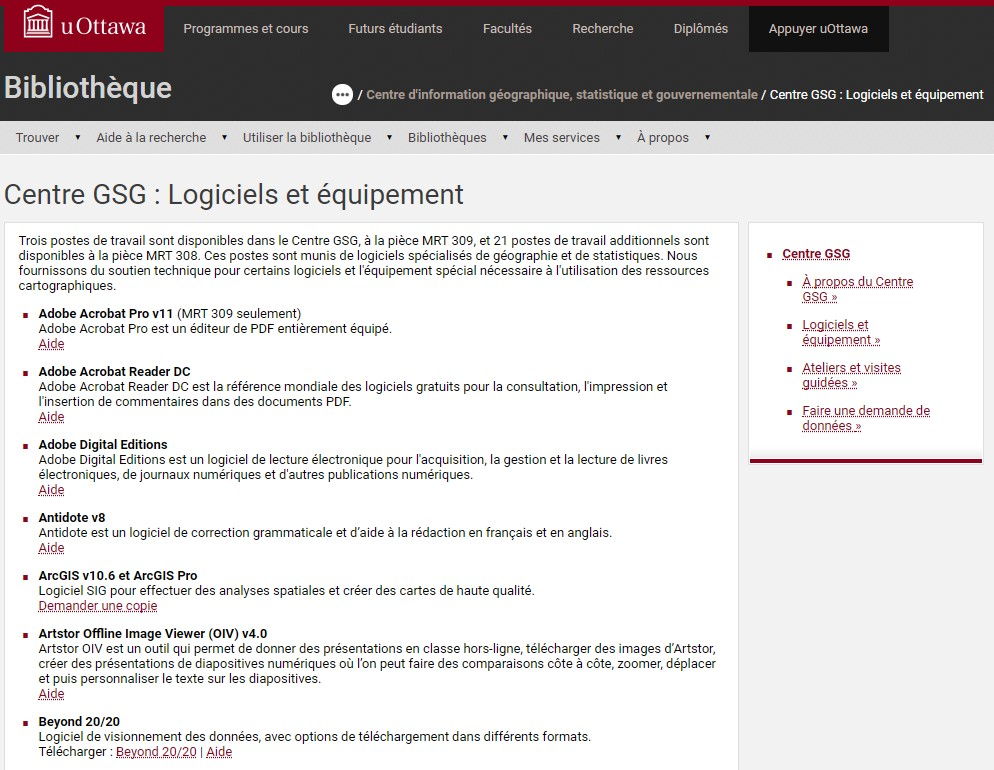 uOttawa
Programmes et cours
Futurs étudiants
Facultés
Recherche
Diplômés
Appuyer uOttawa
Bibliothèque
/ Centre d'information géographique, statistique et gouvernementale / Centre GSG : Logiciels et équipement
Trouver
Aide à la recherche
Utiliser la bibliothèque
Bibliothèques
Mes services
À propos
Centre GSG : Logiciels et équipement
Trois postes de travail sont disponibles dans le Centre GSG, à la pièce MRT 309, et 21 postes de travail additionnels sont
disponibles à la pièce MRT 308. Ces postes sont munis de logiciels spécialisés de géographie et de statistiques. Nous
fournissons du soutien technique pour certains logiciels et l'équipement spécial nécessaire à l'utilisation des ressources
cartographiques.
Adobe Acrobat Pro v11 (MRT 309 seulement)
Adobe Acrobat Pro est un éditeur de PDF entièrement équipé.
Aide
Adobe Acrobat Reader DC
Adobe Acrobat Reader DC est la référence mondiale des logiciels gratuits pour la consultation, l'impression et
l'insertion de commentaires dans des documents PDF.
Aide
Adobe Digital Editions
Adobe Digital Editions est un logiciel de lecture électronique pour l'acquisition, la gestion et la lecture de livres
électroniques, de journaux numériques et d'autres publications numériques.
Aide
Antidote v8
Antidote est un logiciel de correction grammaticale et d’aide à la rédaction en français et en anglais.
Aide
ArcGIS v10.6 et ArcGIS Pro
Logiciel SIG pour effectuer des analyses spatiales et créer des cartes de haute qualité.
Demander une copie
Artstor Offline Image Viewer (OIV) v4.0
Artstor OIV est un outil qui permet de donner des présentations en classe hors-ligne, télécharger des images d’Artstor,
créer des présentations de diapositives numériques où l’on peut faire des comparaisons côte à côte, zoomer, déplacer
et puis personnaliser le texte sur les diapositives.
Aide
Beyond 20/20
Logiciel de visionnement des données, avec options de téléchargement dans différents formats.
Télécharger : Beyond 20/20 | Aide
Centre GSG
À propos du Centre
GSG »
Logiciels et
équipement »
Ateliers et visites
guidées »
Faire une demande de
données »